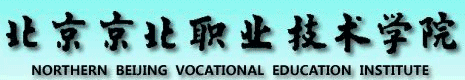 北京京北职业技术学院
NORTHERN BEIJING VOCATIONAL EDUCATION INSTITUTE